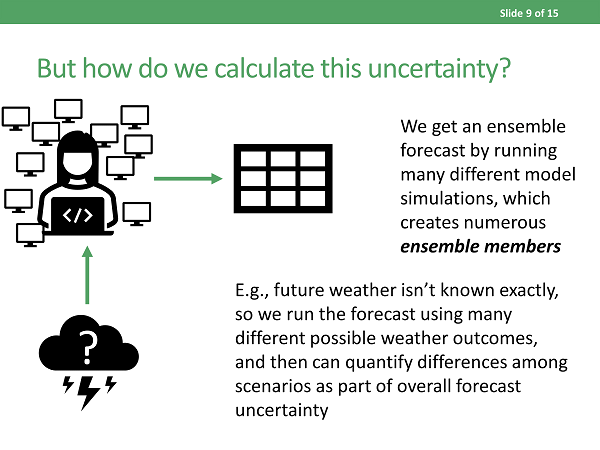 Slide 9 of 15
But how do we calculate this uncertainty?
We get an ensemble
forecast by running
many different model
simulations, which
creates numerous
ensemble members
</>
?
E.g., future weather isn’t known exactly,
so we run the forecast using many
different possible weather outcomes,
and then can quantify differences among
scenarios as part of overall forecast
uncertainty